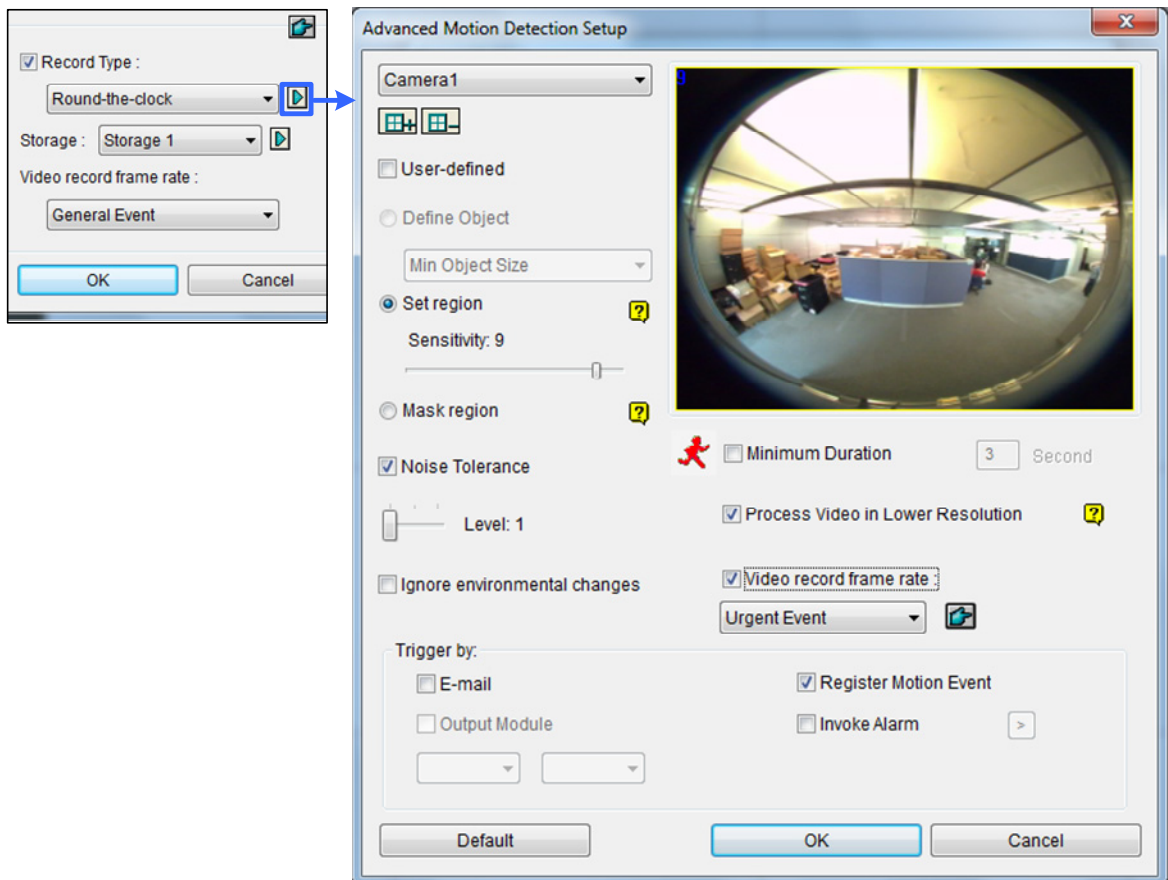 Record Type :
Round-the-clock
Storage : Storage 1
Video record frame rate :
General Event
OK Cancel
Advanced Motion Detection Setup
Camera1
9
User-defined
Define Object
Min Object Size
Set region
?
Sensitivity: 9
Mask region
?
Noise Tolerance
Level: 1
Ignore environmental changes
Minimum Duration 3 Second
Process Video in Lower Resolution ?
Video record frame rate :
Urgent Event
Trigger by:
E-mail
Register Motion Event
Output Module
Invoke Alarm >
Default OK Cancel